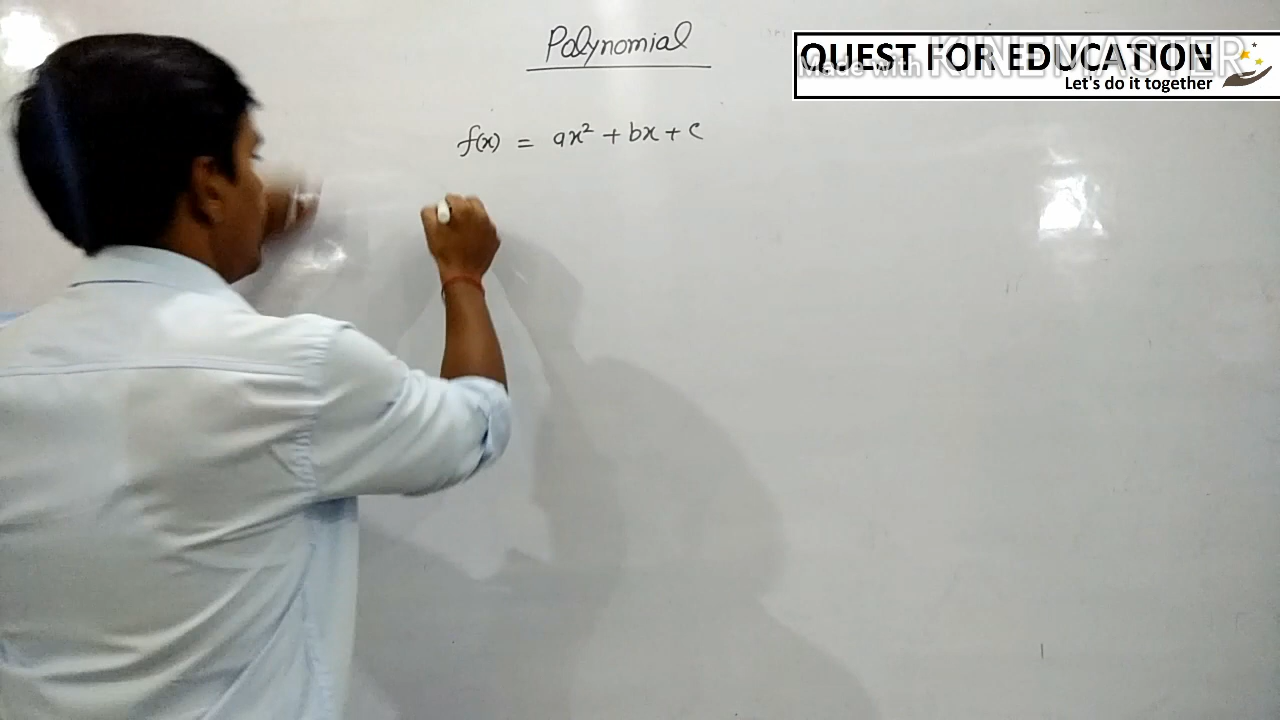 Polynomial
QUEST FOR EDUCATION
Made with KINEMASTER
Let's do it together
f(x) = ax² + bx + c